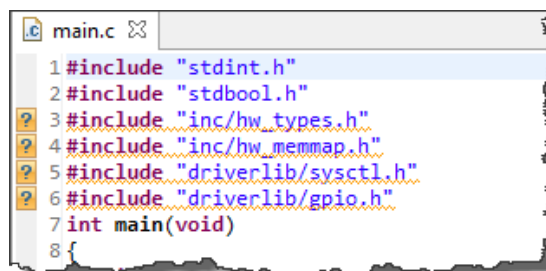 .c main.c
1 #include "stdint.h"
2 #include "stdbool.h"
? 3 #include "inc/hw_types.h"
? 4 #include "inc/hw_memmap.h"
? 5 #include "driverlib/sysctl.h"
? 6 #include "driverlib/gpio.h"
7 int main(void)
8 {